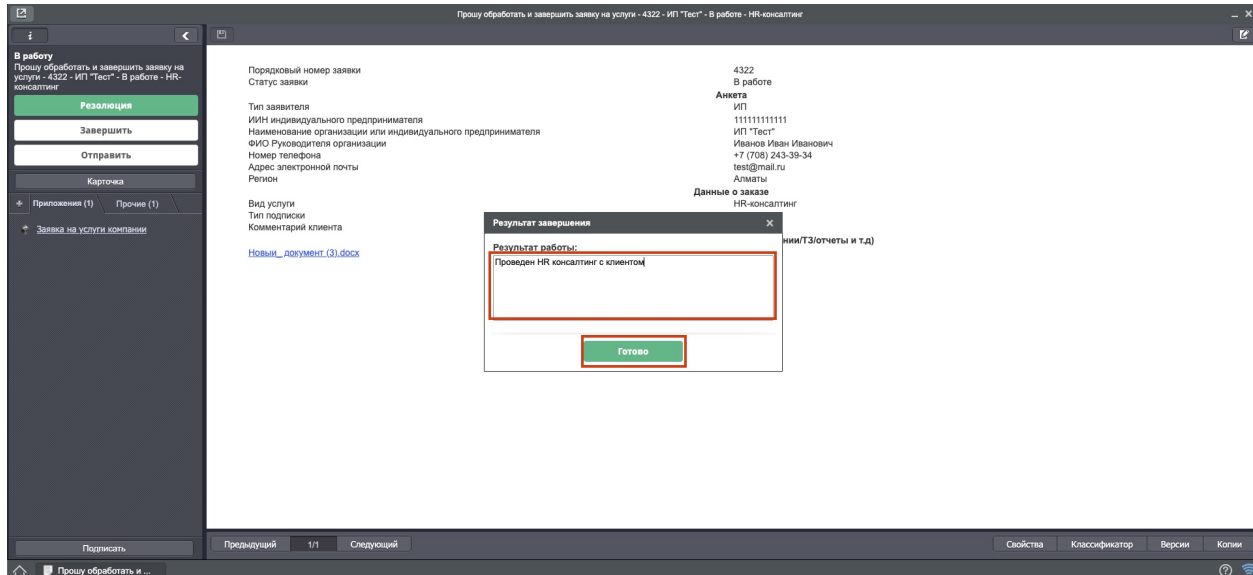 Прошу обработать и завершить заявку на услуги - 4322 - ИП "Тест" - В работе - HR-консалтинг
В работу
Прошу обработать и завершить заявку на
услуги - 4322 - ИП "Тест" - В работе - HR-
консалтинг
Резолюция
Завершить
Отправить
Карточка
Приложения (1) Прочие (1)
Заявка на услуги компании
Подписать
Порядковый номер заявки 4322
Статус заявки В работе
Анкета
Тип заявителя ИП
ИИН индивидуального предпринимателя 111111111111
Наименование организации или индивидуального предпринимателя ИП "Тест"
ФИО Руководителя организации Иванов Иван Иванович
Номер телефона +7 (708) 243-39-34
Адрес электронной почты test@mail.ru
Регион Алматы
Данные о заказе
Вид услуги HR-консалтинг
Тип подписки
Комментарий клиента
нии/ТЗ/отчеты и т.д)
Новыи_ документ (3).docx
Результат завершения
Результат работы:
Проведен HR консалтинг с клиентом
Готово
Предыдущий 1/1 Следующий Свойства Классификатор Версии Копии
Прошу обработать и ...